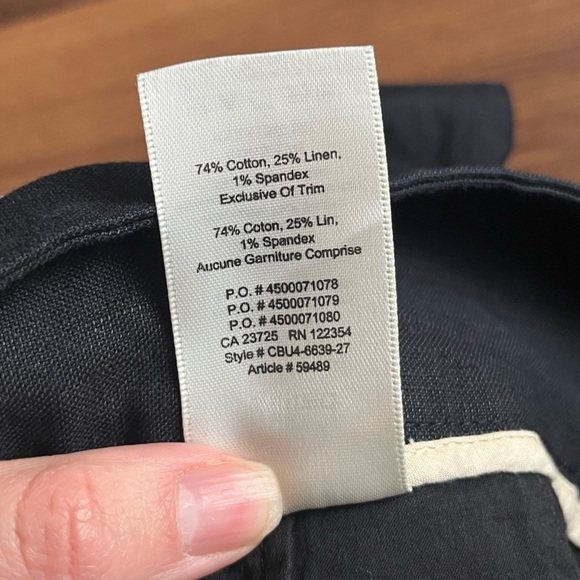 74% Cotton, 25% Linen,
1% Spandex
Exclusive Of Trim
74% Coton, 25% Lin,
1% Spandex
Aucune Garniture Comprise
P.O. # 4500071078
P.O. # 4500071079
P.O. # 4500071080
CA 23725 RN 122354
Style # CBU4-6639-27
Article # 59489